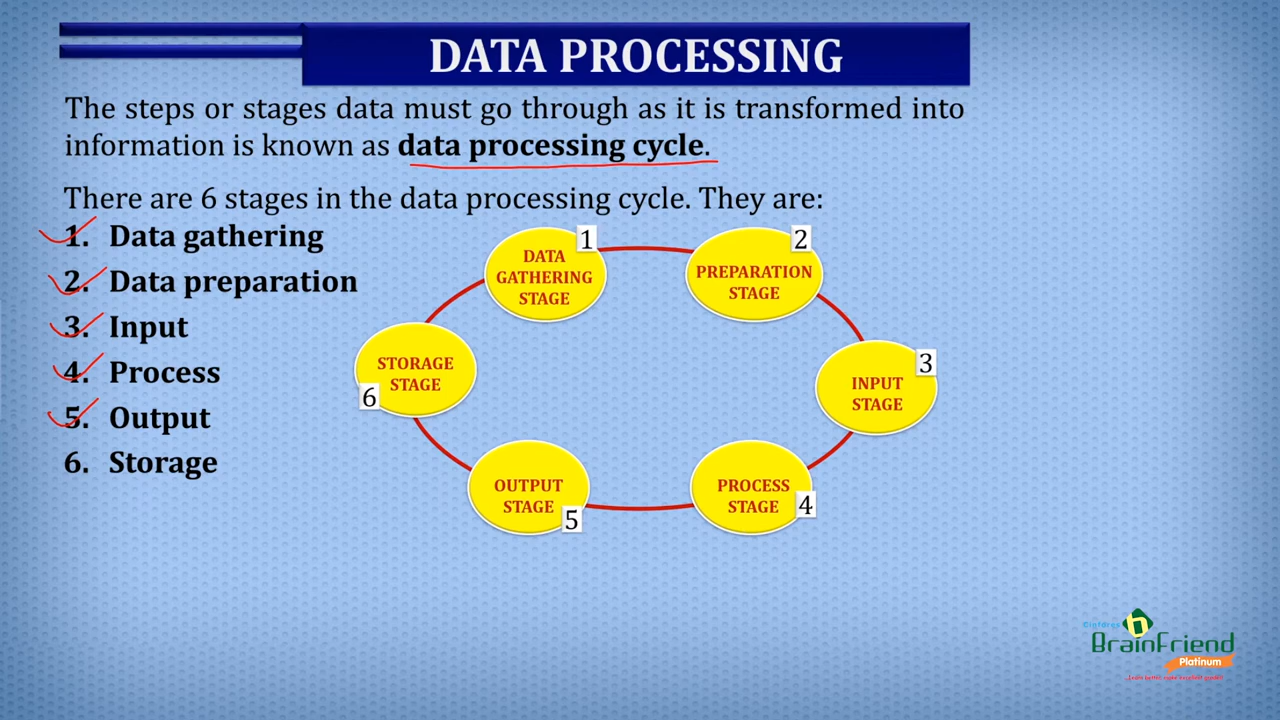 DATA PROCESSING
The steps or stages data must go through as it is transformed into
information is known as data processing cycle.
There are 6 stages in the data processing cycle. They are:
1. Data gathering
2. Data preparation
3. Input
4. Process
5. Output
6. Storage
1
DATA
GATHERING
STAGE
2
PREPARATION
STAGE
3
INPUT
STAGE
PROCESS
STAGE
4
OUTPUT
STAGE
5
STORAGE
STAGE
6
Cinfores
BrainFriend
Platinum